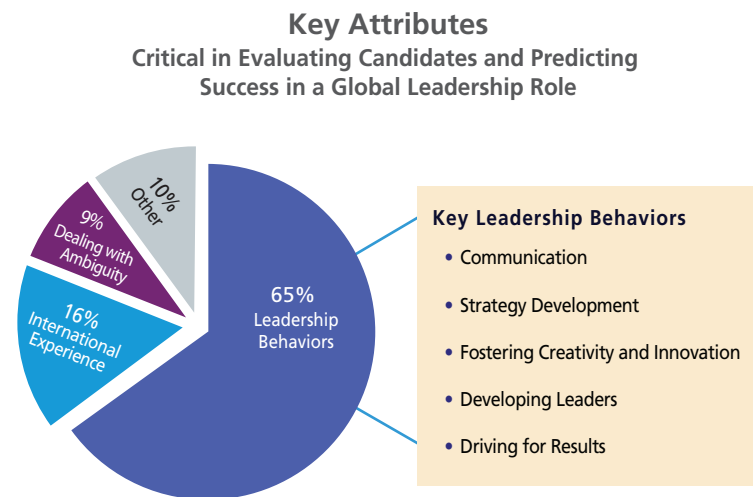 Key Attributes
Critical in Evaluating Candidates and Predicting
Success in a Global Leadership Role
10%
Other
9%
Dealing with
Ambiguity
16%
International
Experience
65%
Leadership
Behaviors
Key Leadership Behaviors
• Communication
• Strategy Development
• Fostering Creativity and Innovation
• Developing Leaders
• Driving for Results